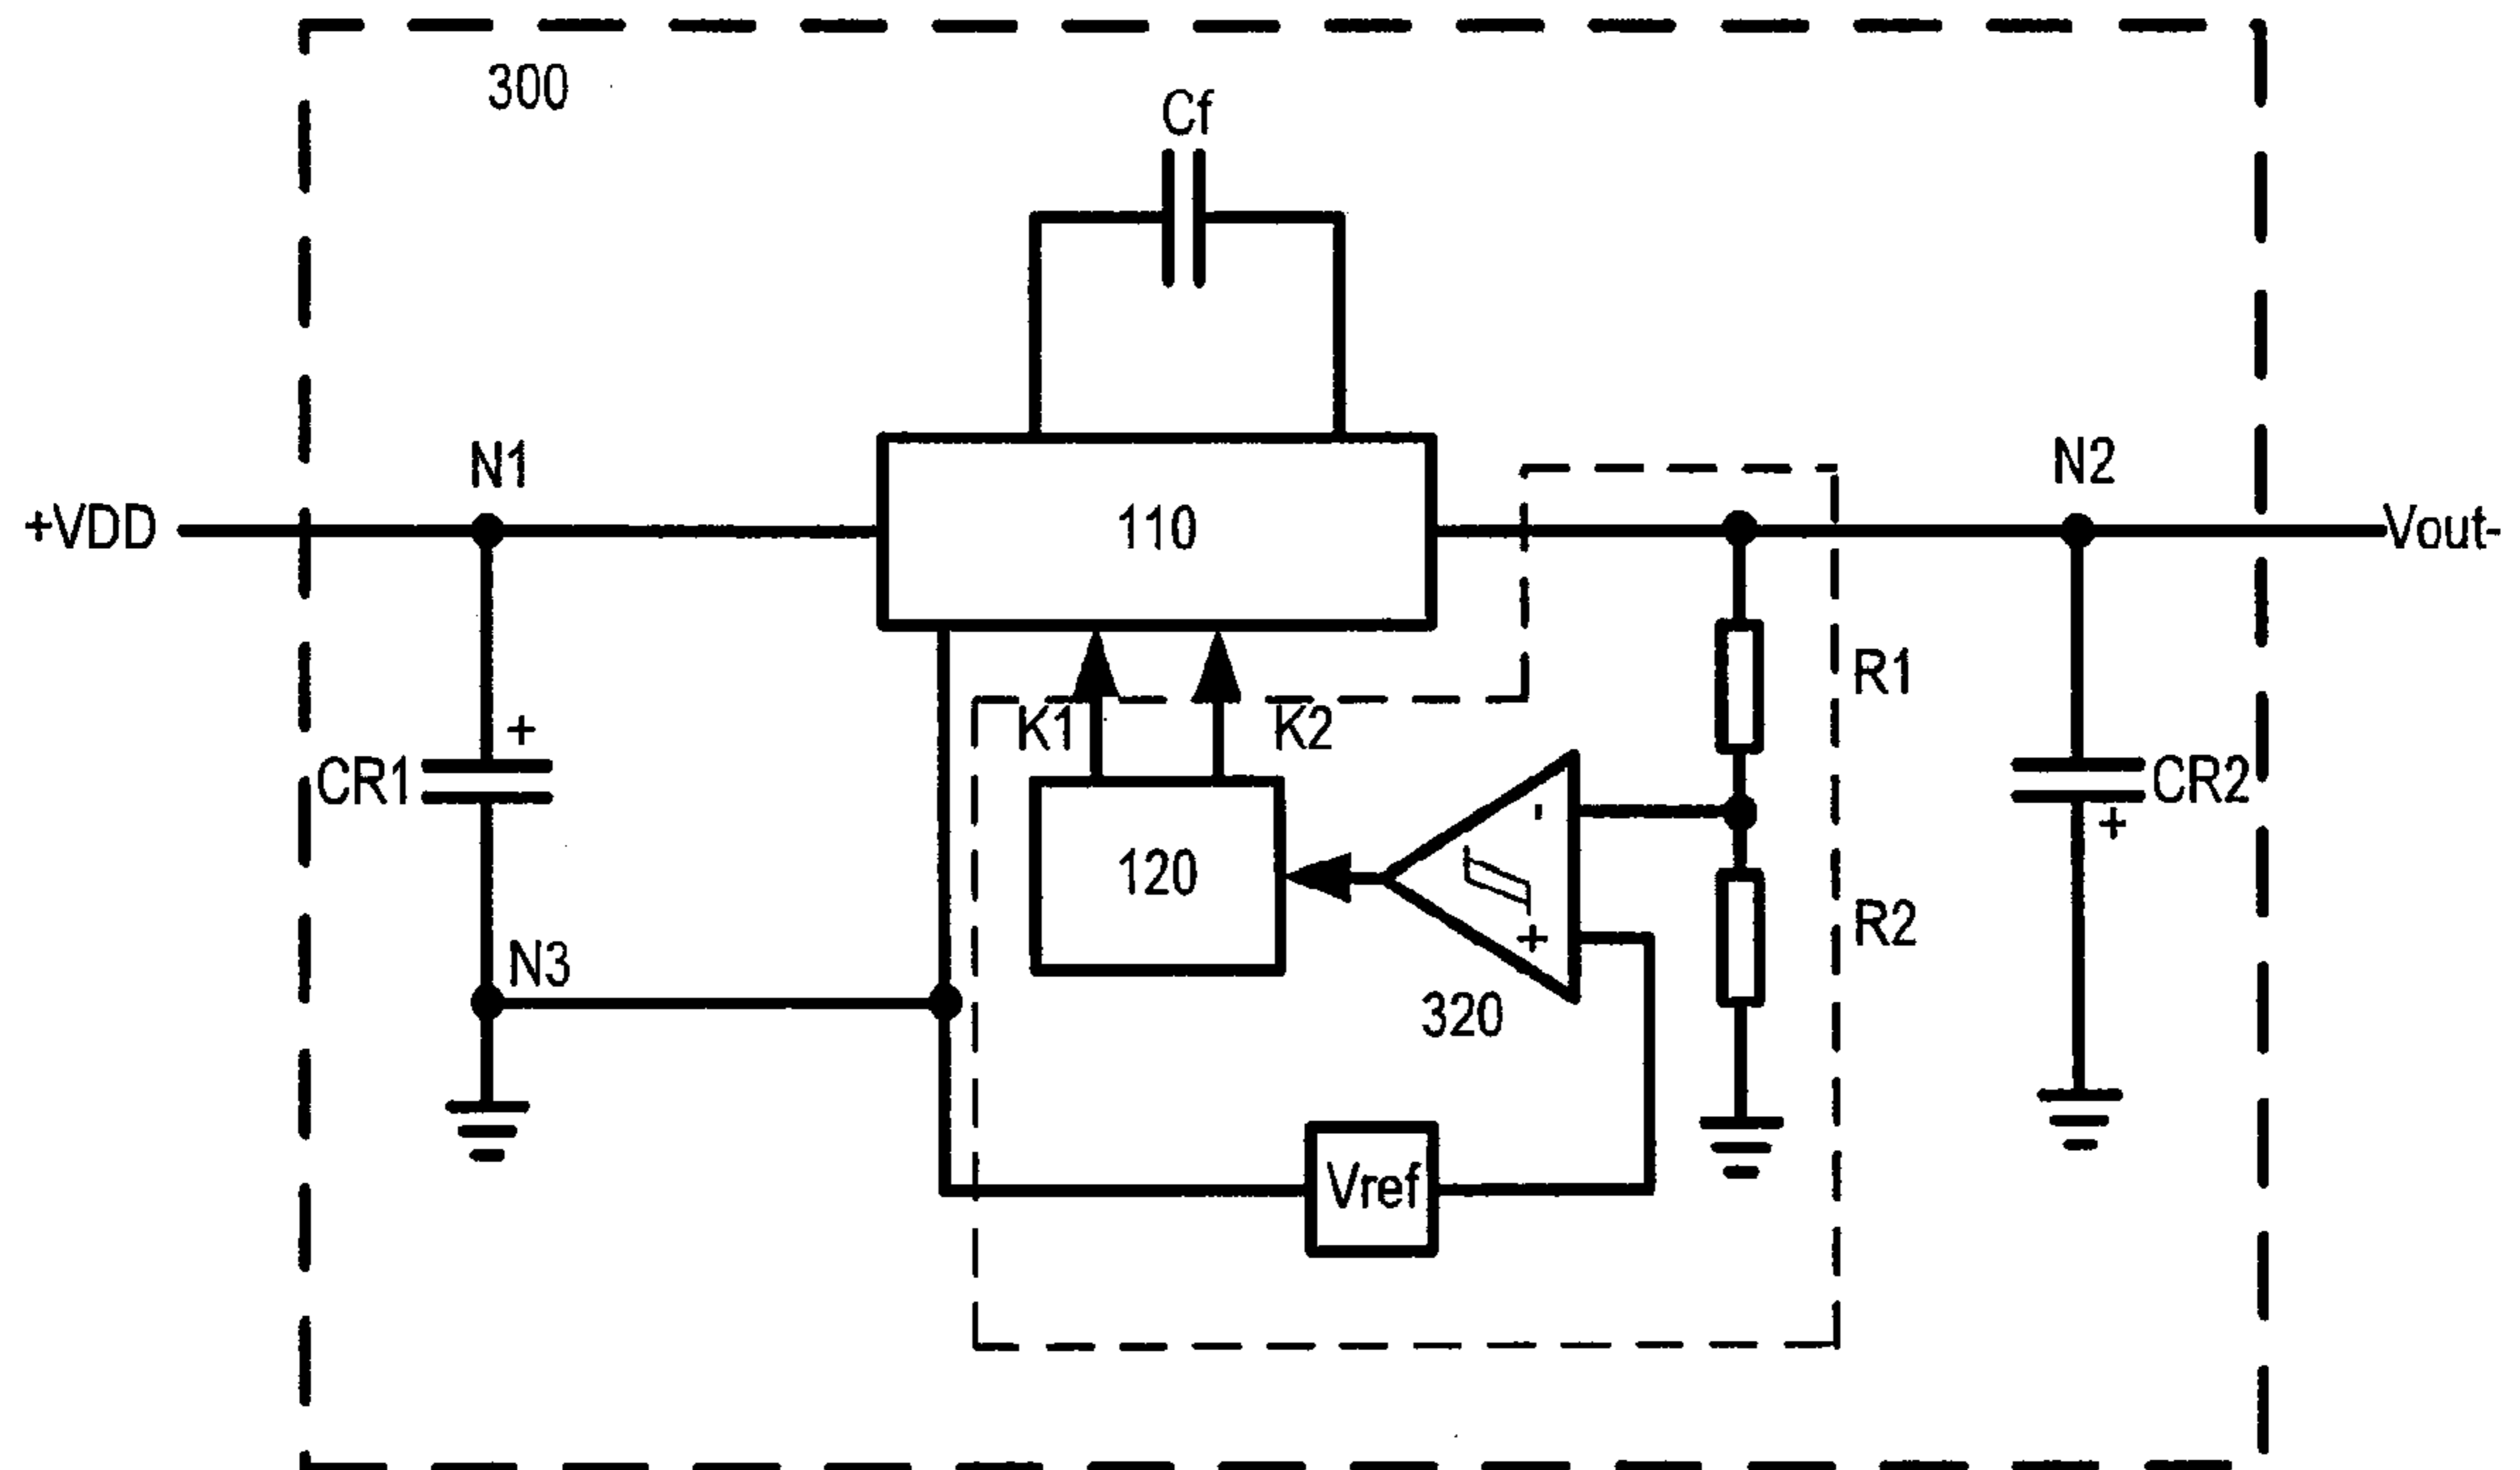 300
Cf
N1
N2
+VDD
110
Vout-
R1
K1
K2
+
CR1
CR2
-
+
120
R2
+
N3
320
Vref